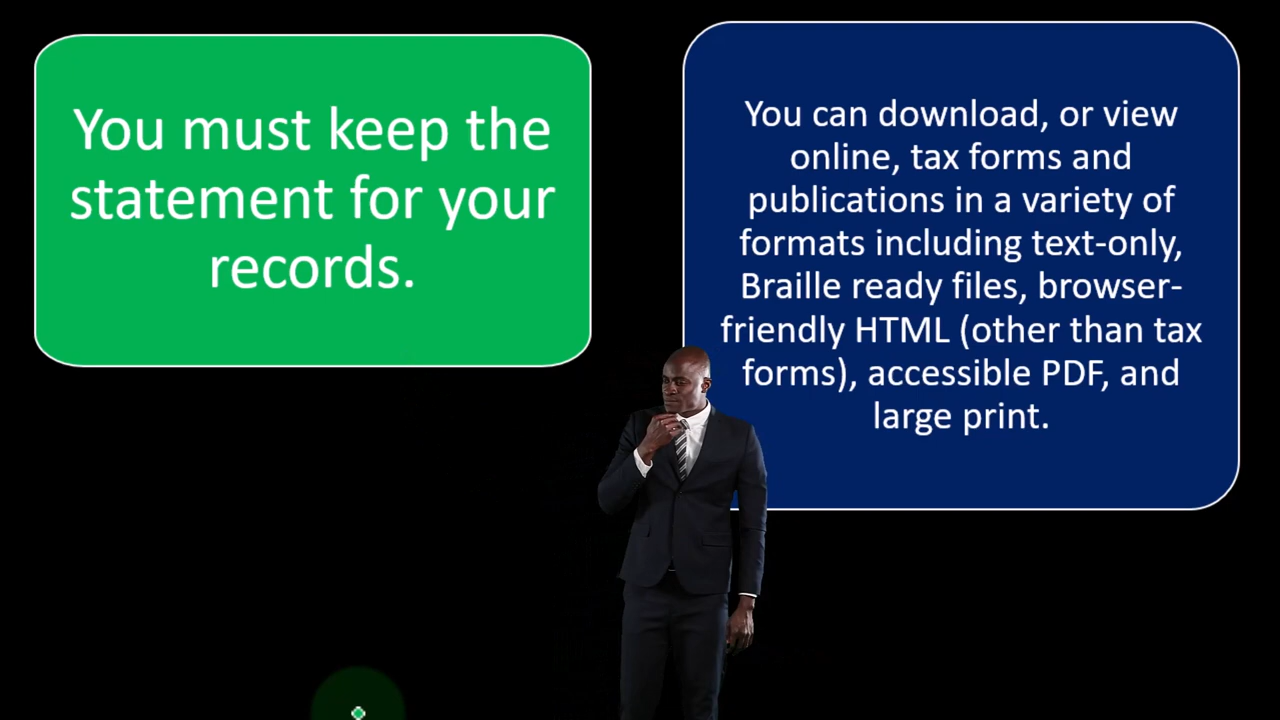 You must keep the
statement for your
records.
You can download, or view
online, tax forms and
publications in a variety of
formats including text-only,
Braille ready files, browser-
friendly HTML (other than tax
forms), accessible PDF, and
large print.